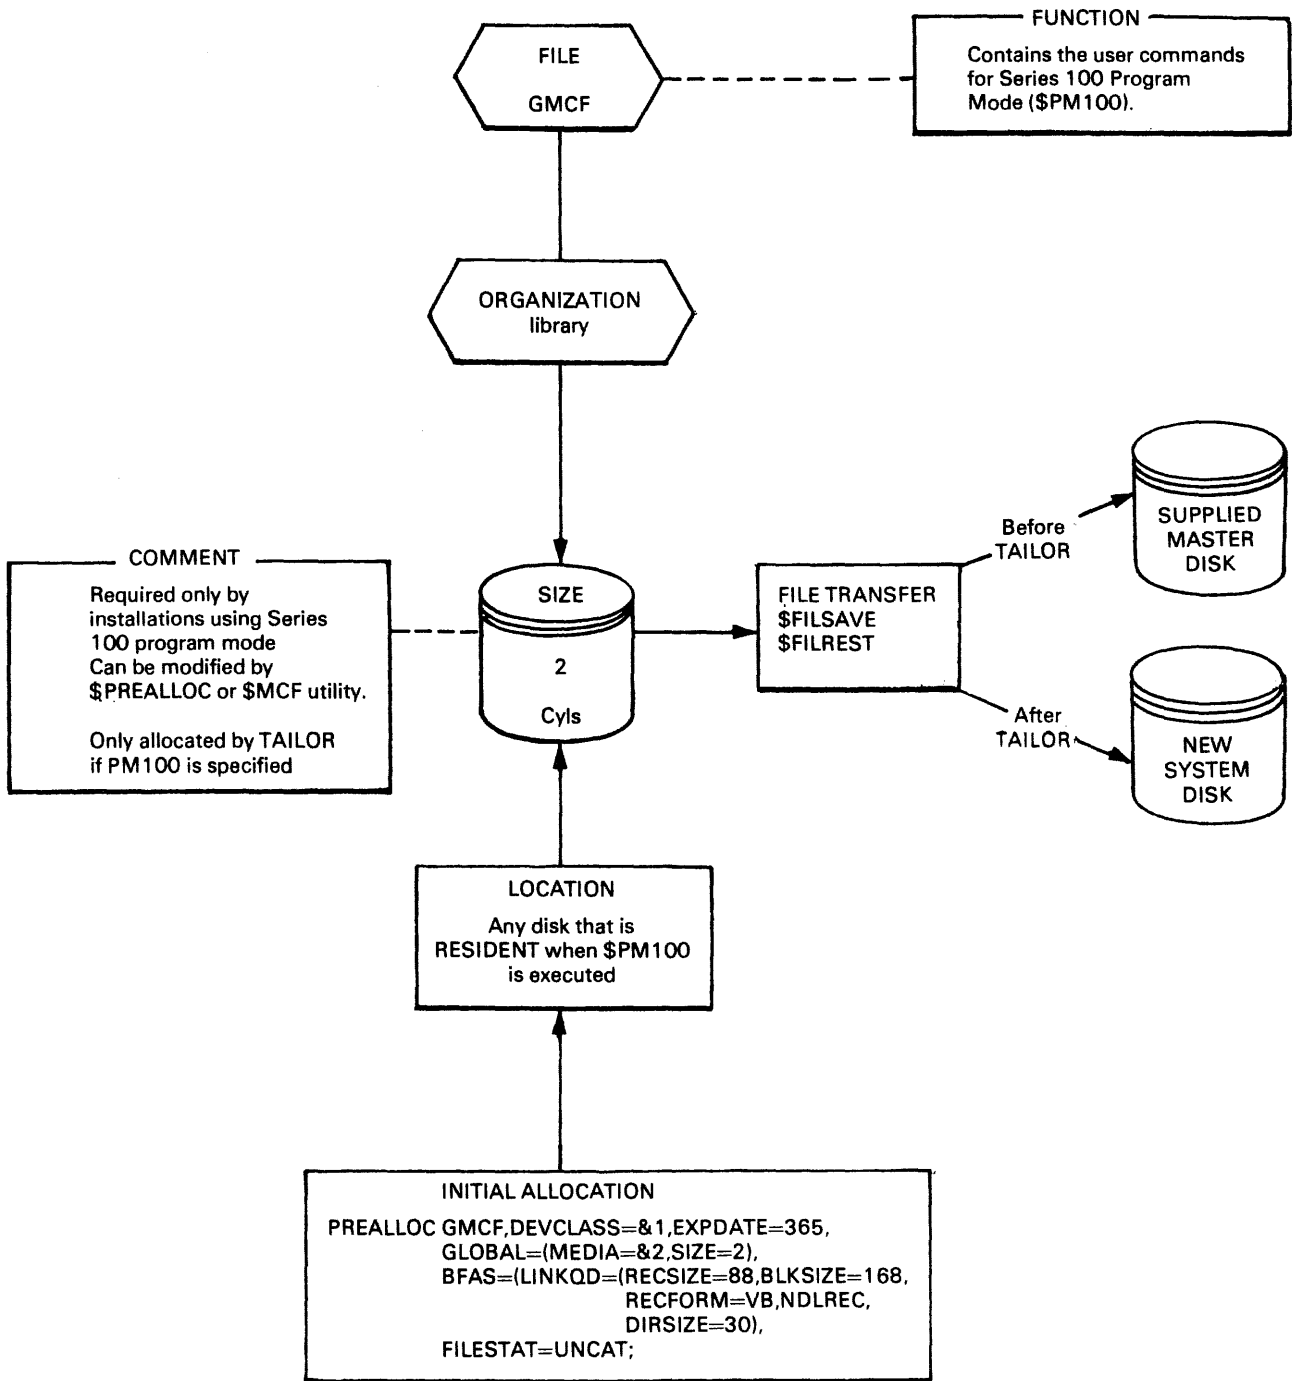 FILE
GMCF
FUNCTION
Contains the user commands
for Series 100 Program
Mode ($PM100).
ORGANIZATION
library
COMMENT
Required only by
installations using Series
100 program mode
Can be modified by
$PREALLOC or $MCF utility.
Only allocated by TAILOR
if PM100 is specified
SIZE
2
Cyls
FILE TRANSFER
$FILSAVE
$FILREST
Before
TAILOR
SUPPLIED
MASTER
DISK
After
TAILOR
NEW
SYSTEM
DISK
LOCATION
Any disk that is
RESIDENT when $PM100
is executed
INITIAL ALLOCATION
PREALLOC GMCF,DEVCLASS=&1,EXPDATE=365,
GLOBAL=(MEDIA=&2,SIZE=2),
BFAS=(LINKQD=(RECSIZE=88,BLKSIZE=168,
RECFORM=VB,NDLREC,
DIRSIZE=30),
FILESTAT=UNCAT;